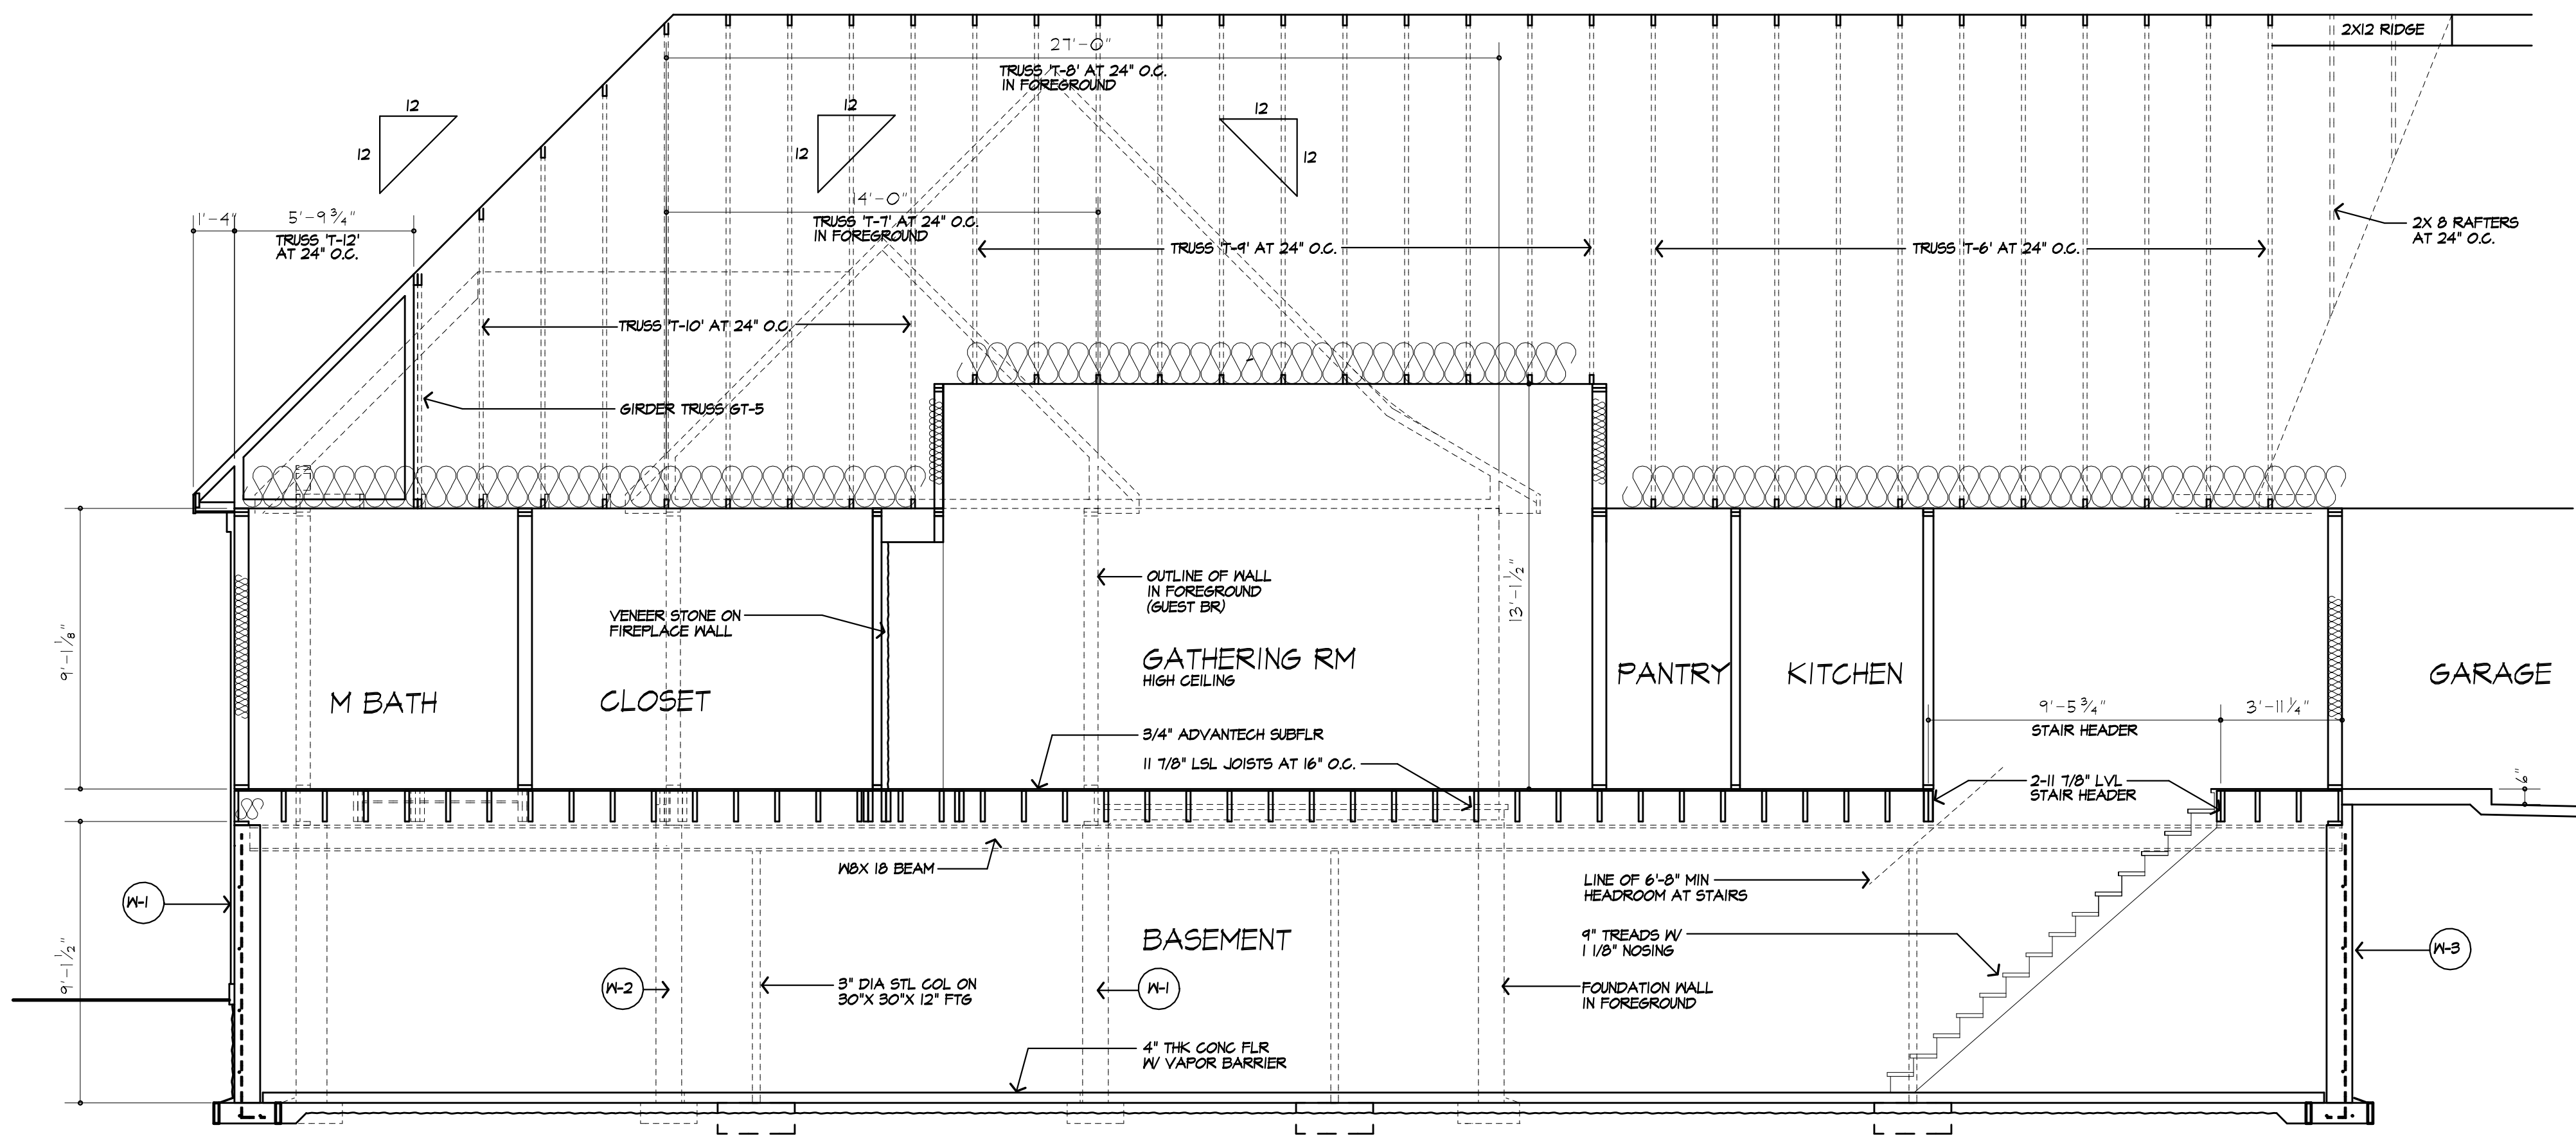 2X12 RIDGE
27'-0"
TRUSS 'T-8' AT 24" O.C.
IN FOREGROUND
12
12
12
12
12
12
14'-0"
TRUSS 'T-7' AT 24" O.C.
IN FOREGROUND
1'-4"
5'-9 3/4"
TRUSS 'T-12'
AT 24" O.C.
TRUSS 'T-9' AT 24" O.C.
TRUSS 'T-6' AT 24" O.C.
2X 8 RAFTERS
AT 24" O.C.
TRUSS 'T-10' AT 24" O.C.
GIRDER TRUSS GT-5
OUTLINE OF WALL
IN FOREGROUND
(GUEST BR)
13'-1 1/2"
VENEER STONE ON
FIREPLACE WALL
9'-1 1/8"
M BATH
CLOSET
GATHERING RM
HIGH CEILING
PANTRY
KITCHEN
GARAGE
9'-5 3/4"
3'-11 1/4"
STAIR HEADER
3/4" ADVANTECH SUBFLR
11 7/8" LSL JOISTS AT 16" O.C.
2-11 7/8" LVL
STAIR HEADER
6"
W8X 18 BEAM
LINE OF 6'-8" MIN
HEADROOM AT STAIRS
W-1
BASEMENT
9" TREADS W/
1 1/8" NOSING
W-3
9'-1 1/2"
W-2
3" DIA STL COL ON
30"X 30"X 12" FTG
W-1
FOUNDATION WALL
IN FOREGROUND
4" THK CONC FLR
W/ VAPOR BARRIER